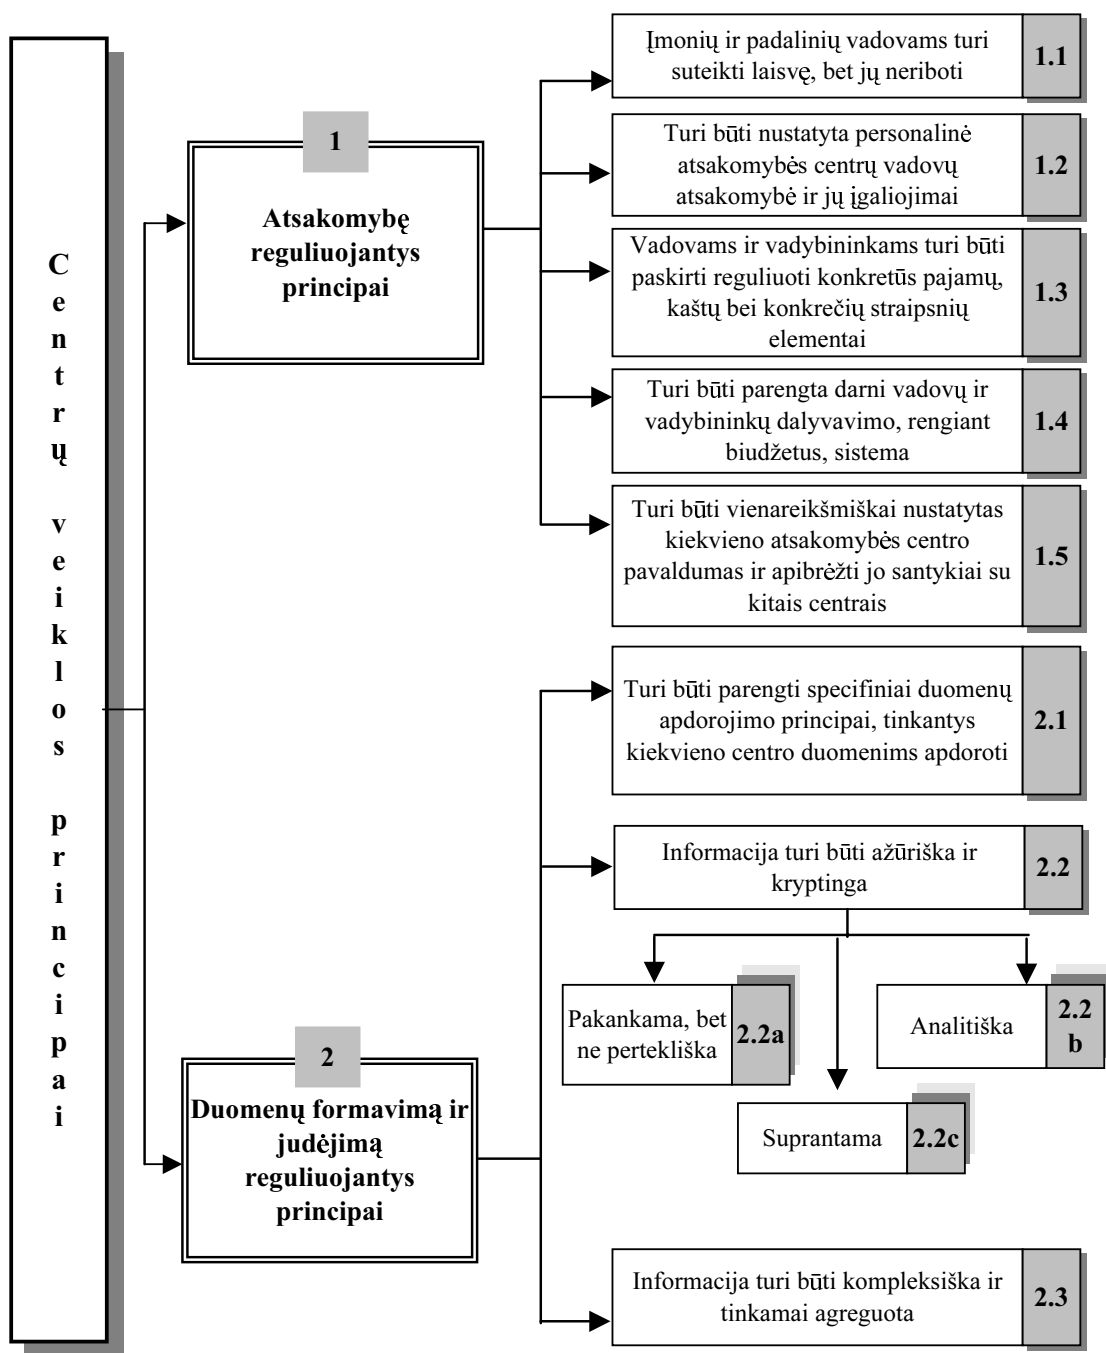 Centrų veiklos principai
1
Atsakomybę
reguliuojantys
principai
Įmonių ir padalinių vadovams turi
suteikti laisvę, bet jų neriboti
1.1
Turi būti nustatyta personalinė
atsakomybės centrų vadovų
atsakomybė ir jų įgaliojimai
1.2
Vadovams ir vadybininkams turi būti
paskirti reguliuoti konkretūs pajamų,
kaštų bei konkrečių straipsnių
elementai
1.3
Turi būti parengta darni vadovų ir
vadybininkų dalyvavimo, rengiant
biudžetus, sistema
1.4
Turi būti vienareikšmiškai nustatytas
kiekvieno atsakomybės centro
pavaldumas ir apibrėžti jo santykiai su
kitais centrais
1.5
2
Duomenų formavimą ir
judėjimą
reguliuojantys
principai
Turi būti parengti specifiniai duomenų
apdorojimo principai, tinkantys
kiekvieno centro duomenims apdoroti
2.1
Informacija turi būti ažūriška ir
kryptinga
2.2
Pakankama, bet
ne pertekliška
2.2a
Analitiška
2.2
b
Suprantama
2.2c
Informacija turi būti kompleksiška ir
tinkamai agreguota
2.3